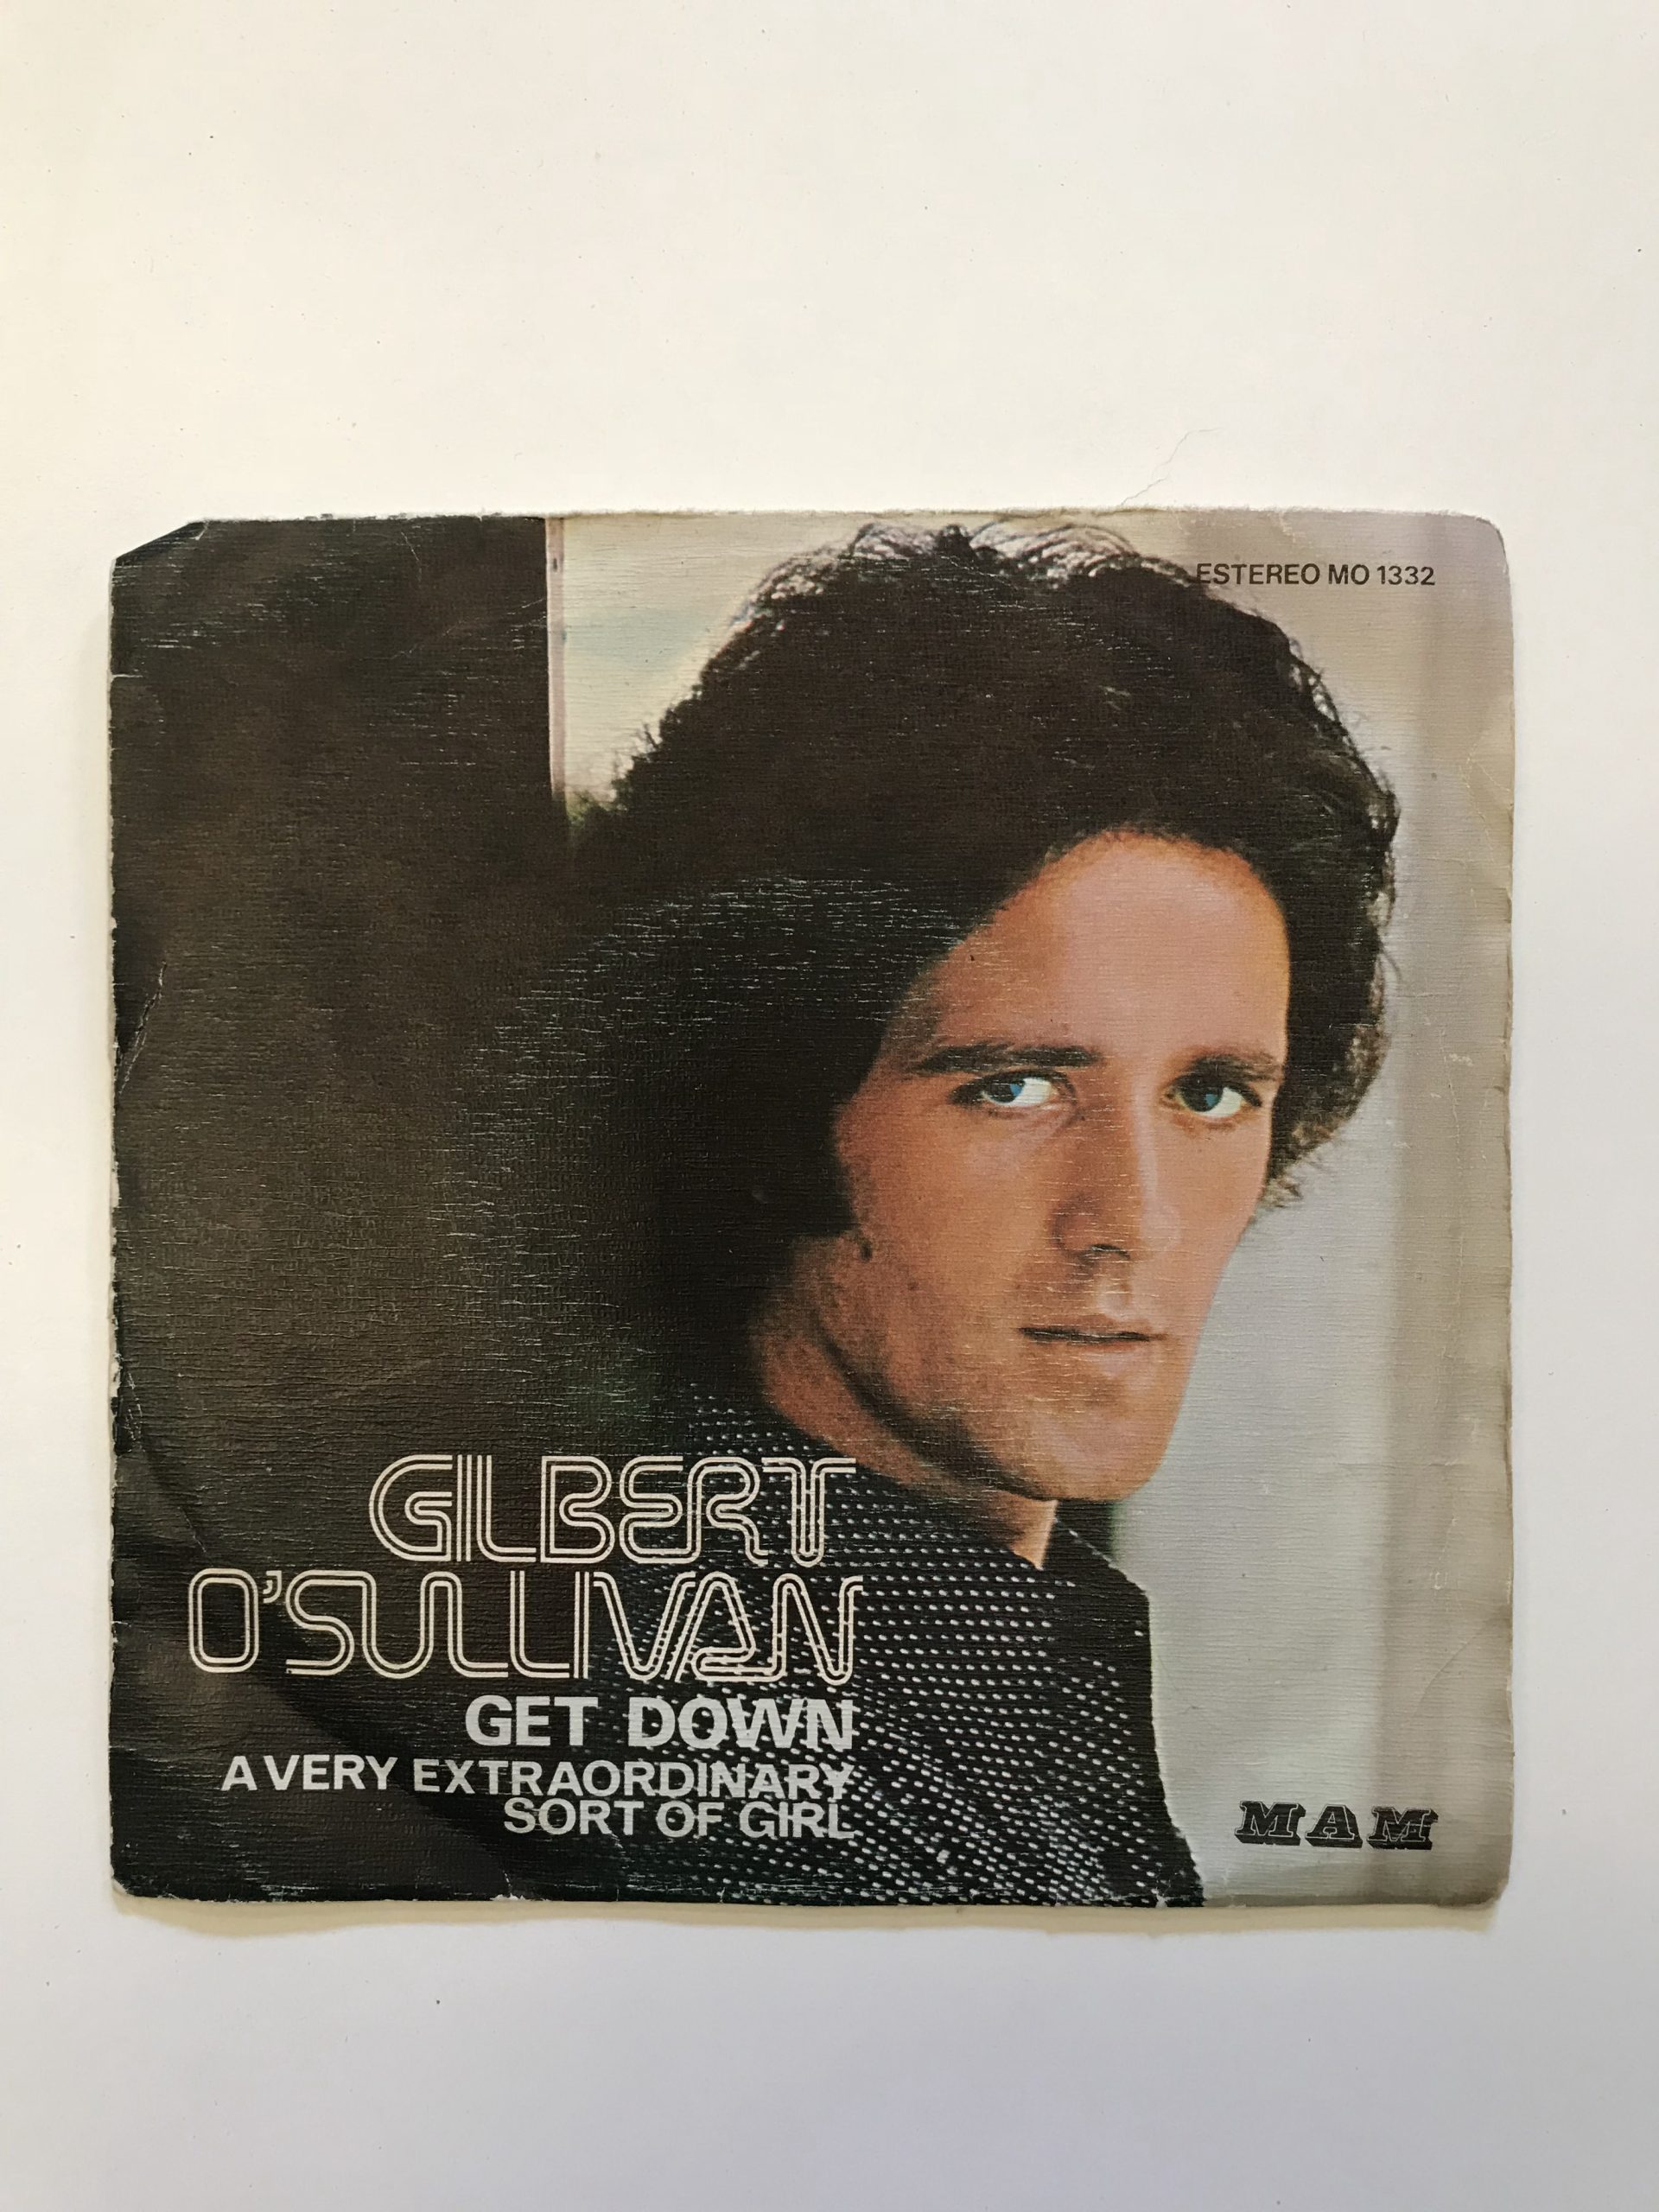 ESTEREO MO 1332
GILBERT
O'SULLIVAN
GET DOWN
A VERY EXTRAORDINARY
SORT OF GIRL
MAM